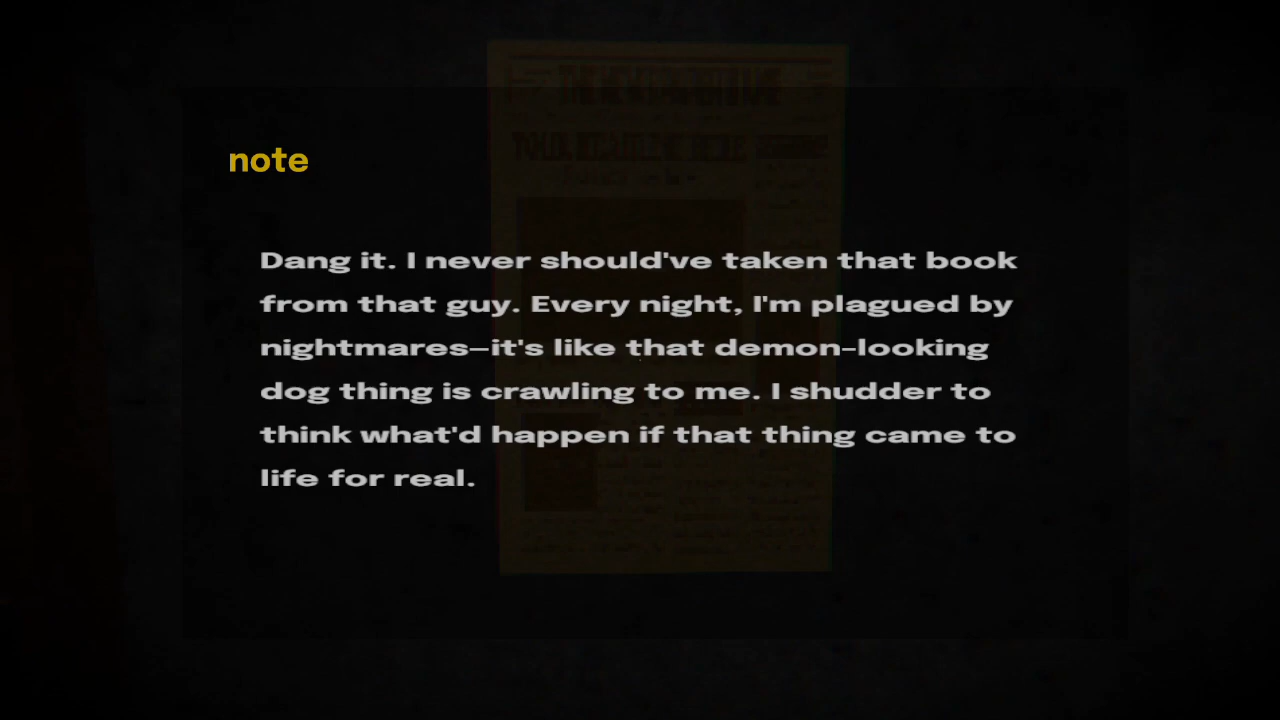 note
Dang it. I never should've taken that book
from that guy. Every night, I'm plagued by
nightmares—it's like that demon-looking
dog thing is crawling to me. I shudder to
think what'd happen if that thing came to
life for real.